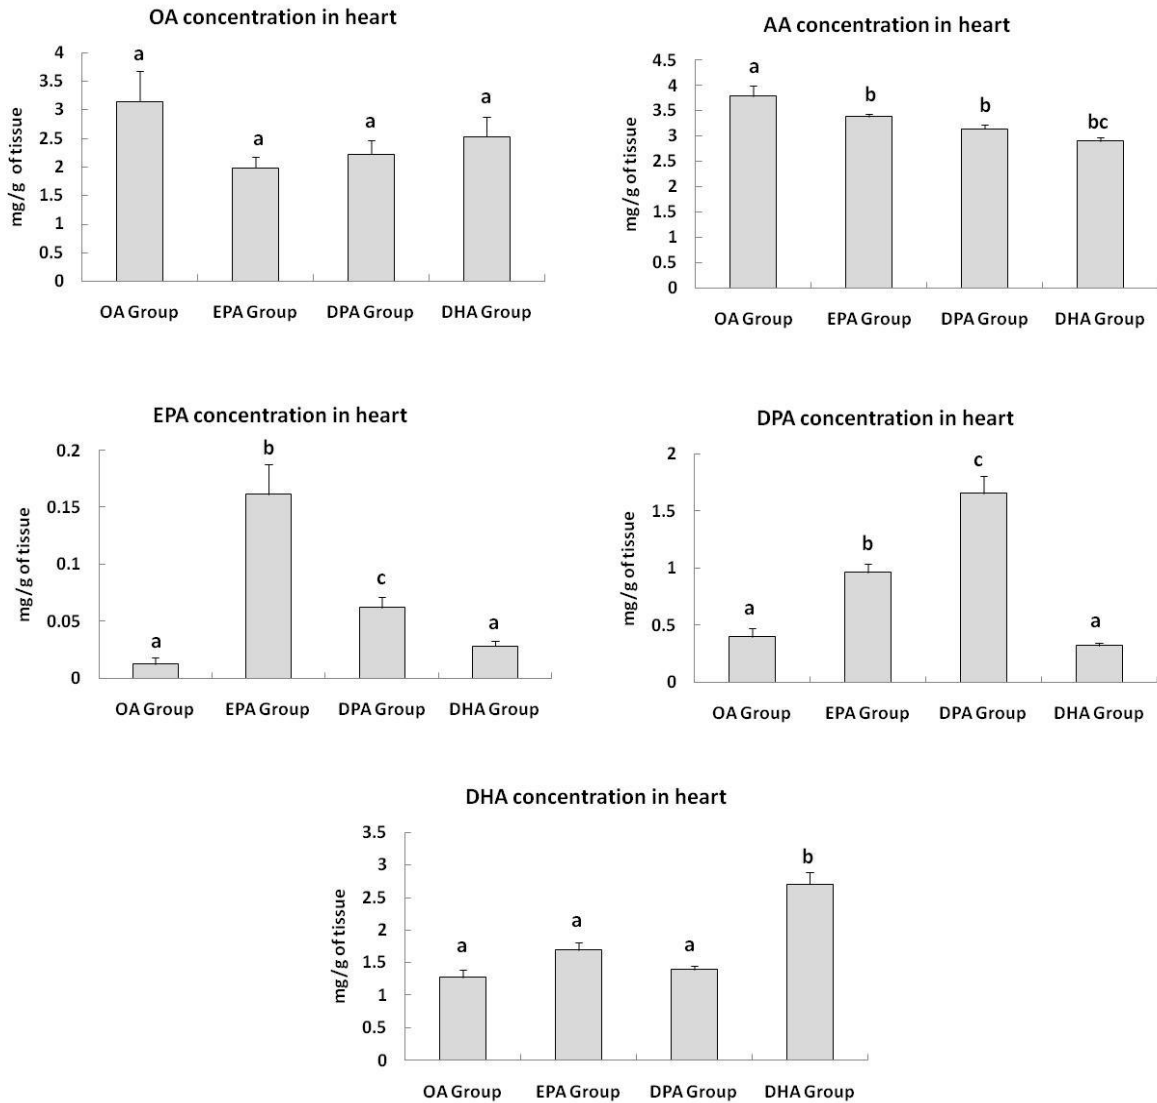 OA concentration in heart
a
a
a
a
4
3.5
3
2.5
2
1.5
1
0.5
0
mg/g of tissue
OA Group EPA Group DPA Group DHA Group
AA concentration in heart
a
b
b
bc
4.5
4
3.5
3
2.5
2
1.5
1
0.5
0
mg/g of tissue
OA Group EPA Group DPA Group DHA Group
EPA concentration in heart
a
b
c
a
0.2
0.15
0.1
0.05
0
mg/g of tissue
OA Group EPA Group DPA Group DHA Group
DPA concentration in heart
a
b
c
a
2
1.5
1
0.5
0
mg/g of tissue
OA Group EPA Group DPA Group DHA Group
DHA concentration in heart
a
a
a
b
3.5
3
2.5
2
1.5
1
0.5
0
mg/g of tissue
OA Group EPA Group DPA Group DHA Group